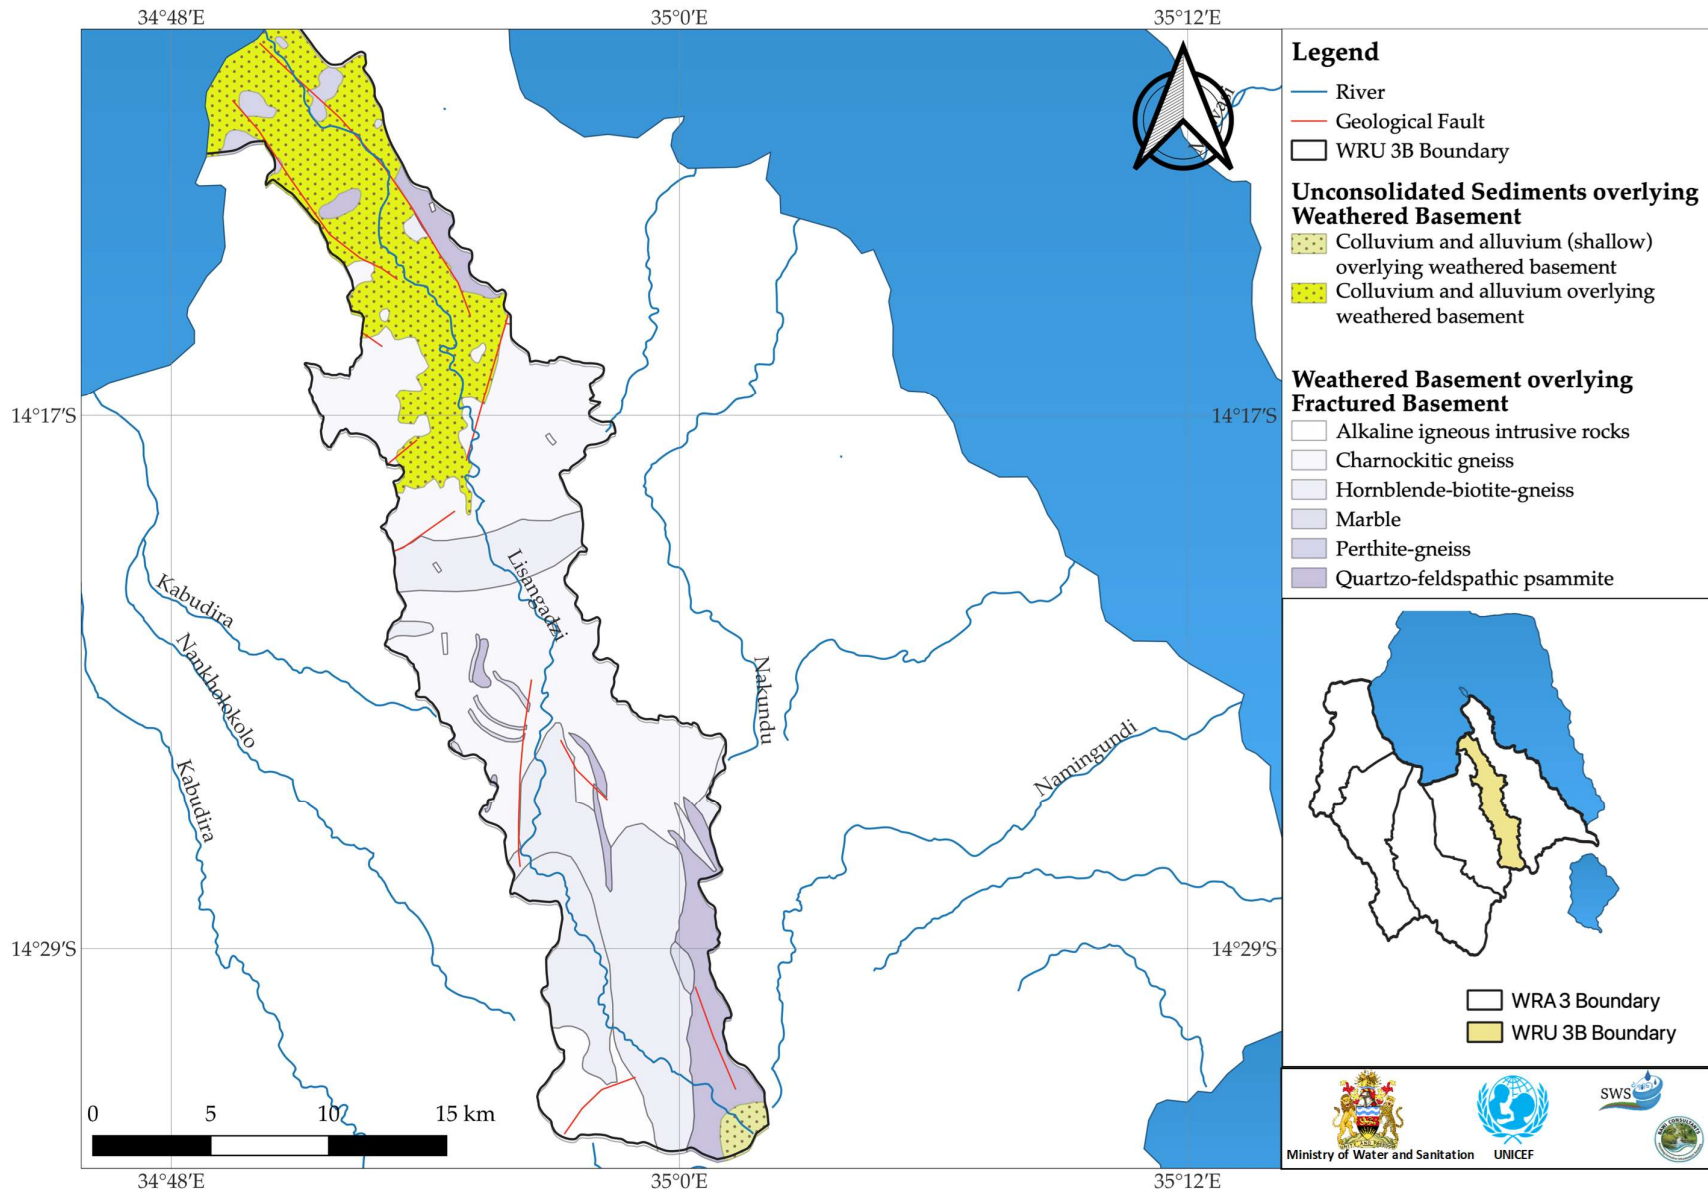 34°48′E
35°0′E
35°12′E
14°17′S
14°17′S
14°29′S
14°29′S
34°48′E
35°0′E
35°12′E
Kabudira
Nankholokolo
Kabudira
Lisangadzi
Nakundu
Namingundi
0 5 10 15 km
Legend
River
Geological Fault
WRU 3B Boundary
Unconsolidated Sediments overlying
Weathered Basement
Colluvium and alluvium (shallow)
overlying weathered basement
Colluvium and alluvium overlying
weathered basement
Weathered Basement overlying
Fractured Basement
Alkaline igneous intrusive rocks
Charnockitic gneiss
Hornblende-biotite-gneiss
Marble
Perthite-gneiss
Quartzo-feldspathic psammite
WRA 3 Boundary
WRU 3B Boundary
Ministry of Water and Sanitation
UNICEF
SWS